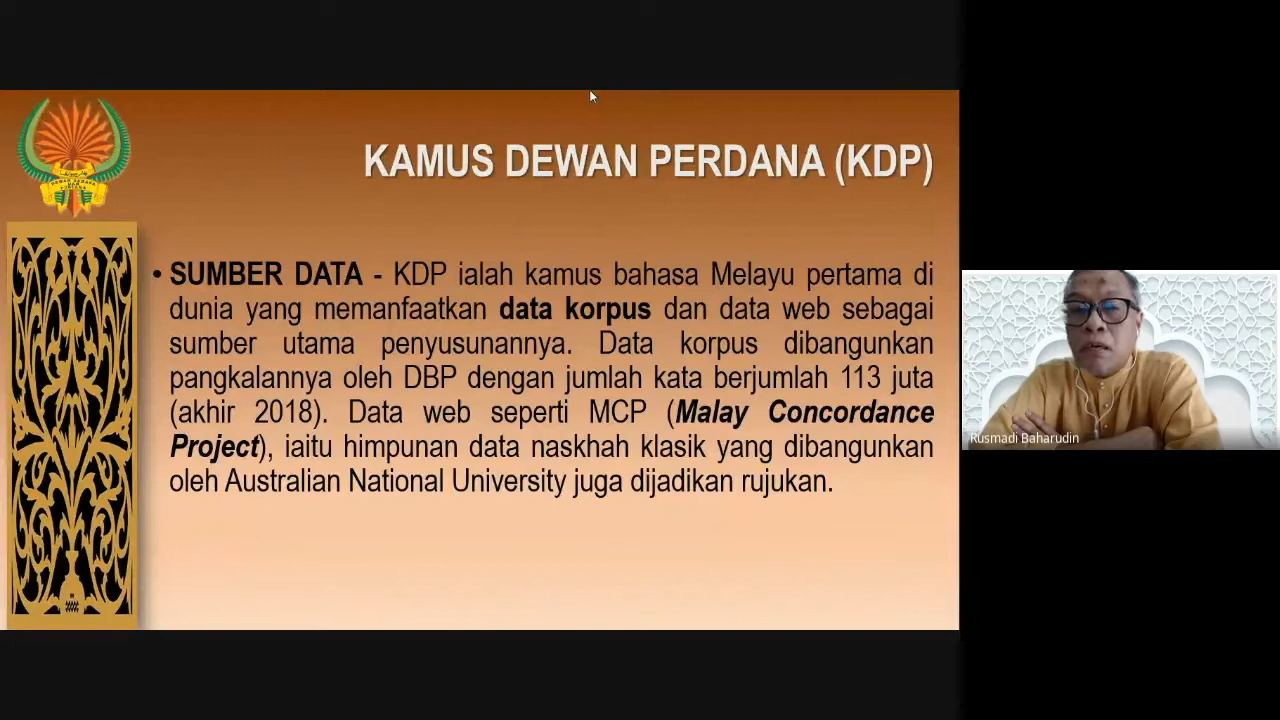 KAMUS DEWAN PERDANA (KDP)
• SUMBER DATA - KDP ialah kamus bahasa Melayu pertama di
dunia yang memanfaatkan data korpus dan data web sebagai
sumber utama penyusunannya. Data korpus dibangunkan
pangkalannya oleh DBP dengan jumlah kata berjumlah 113 juta
(akhir 2018). Data web seperti MCP (Malay Concordance
Project), iaitu himpunan data naskhah klasik yang dibangunkan
oleh Australian National University juga dijadikan rujukan.
Rusmadi Baharudin